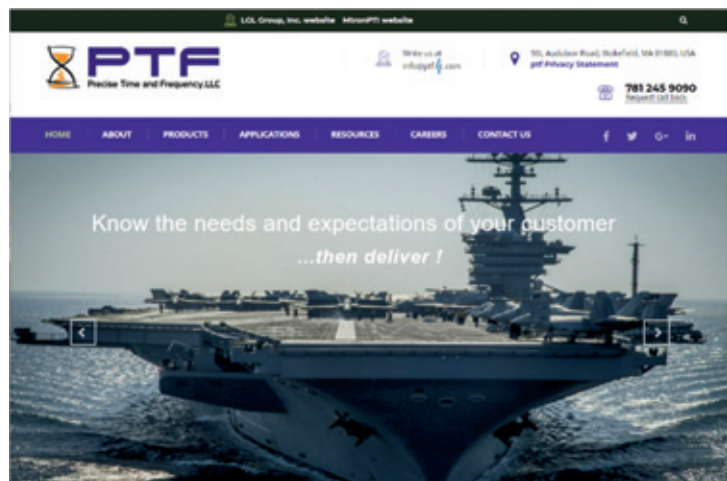 LGL Group, Inc. website MtronPTI website
PTF
Precise Time and Frequency, LLC
Write us at
50L Audubon Road, Wakefield, MA 01880, USA
ptf Privacy Statement
781 245 9090
Request call back
HOME ABOUT PRODUCTS APPLICATIONS RESOURCES CAREERS CONTACT US
Know the needs and expectations of your customer
...then deliver !